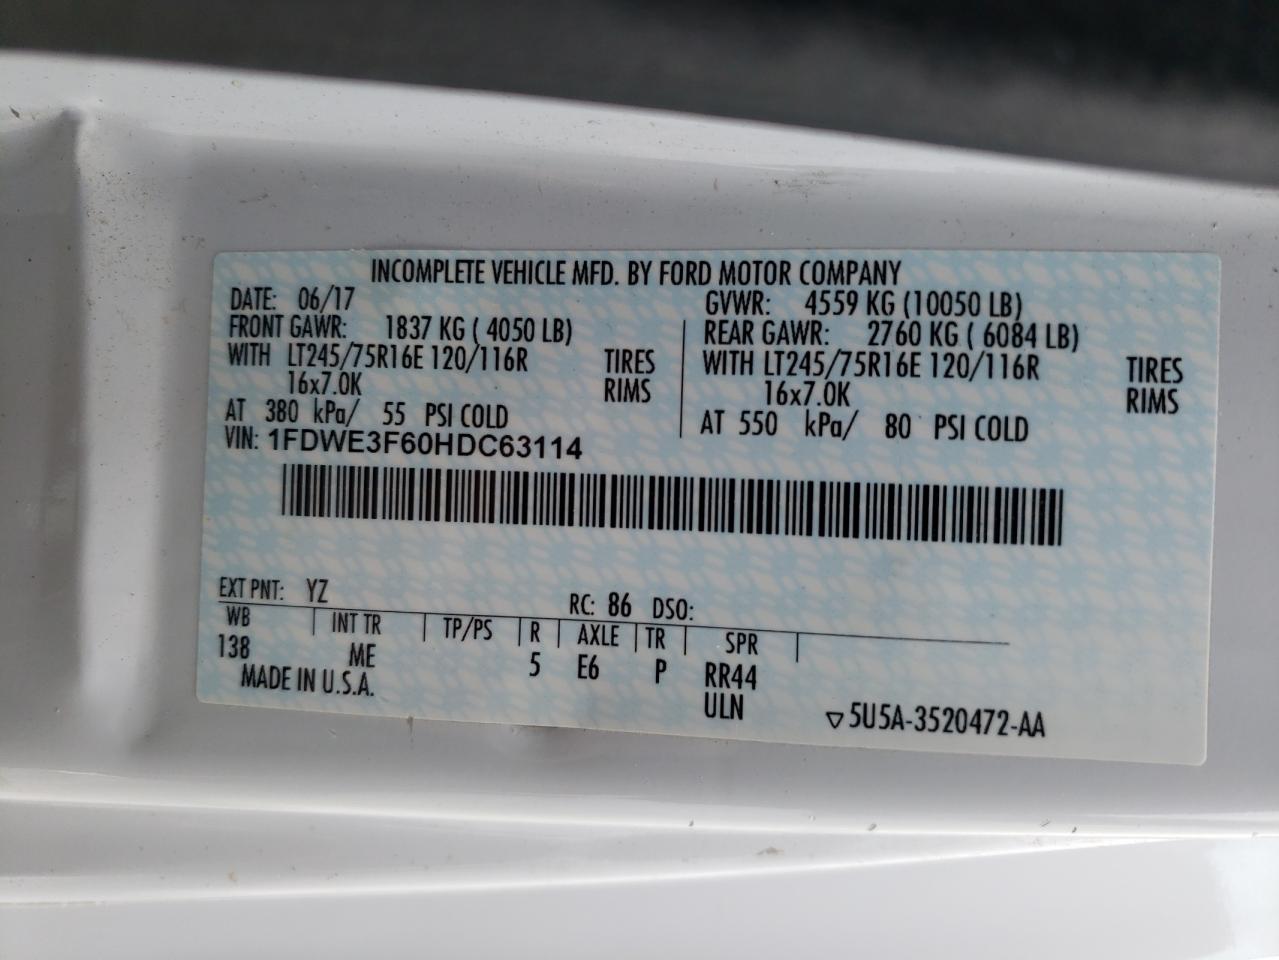 INCOMPLETE VEHICLE MFD. BY FORD MOTOR COMPANY
DATE: 06/17 GVWR: 4559 KG (10050 LB)
FRONT GAWR: 1837 KG ( 4050 LB) REAR GAWR: 2760 KG ( 6084 LB)
WITH LT245/75R16E 120/116R TIRES WITH LT245/75R16E 120/116R TIRES
16x7.0K RIMS 16x7.0K RIMS
AT 380 kPa/ 55 PSI COLD AT 550 kPa/ 80 PSI COLD
VIN: 1FDWE3F60HDC63114
EXT PNT: YZ RC: 86 DSO:
WB INT TR TP/PS R AXLE TR SPR
138 ME 5 E6 P RR44
MADE IN U.S.A. ULN
▽5U5A-3520472-AA